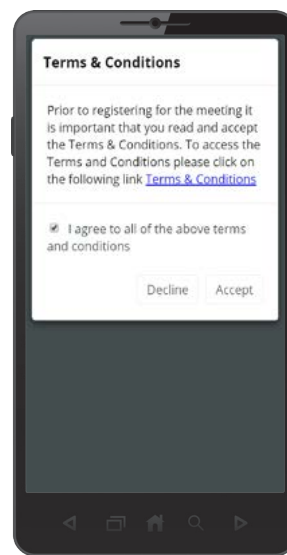 Terms & Conditions
Prior to registering for the meeting it
is important that you read and accept
the Terms & Conditions. To access the
Terms and Conditions please click on
the following link Terms & Conditions
I agree to all of the above terms
and conditions
Decline Accept